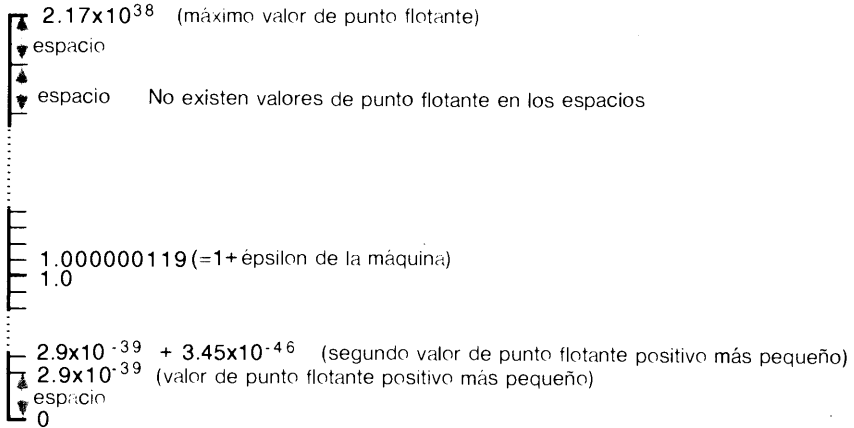 2.17x10³⁸ (máximo valor de punto flotante)
espacio
espacio No existen valores de punto flotante en los espacios
1.000000119 (=1+épsilon de la máquina)
1.0
2.9x10⁻³⁹ + 3.45x10⁻⁴⁶ (segundo valor de punto flotante positivo más pequeño)
2.9x10⁻³⁹ (valor de punto flotante positivo más pequeño)
espacio
0